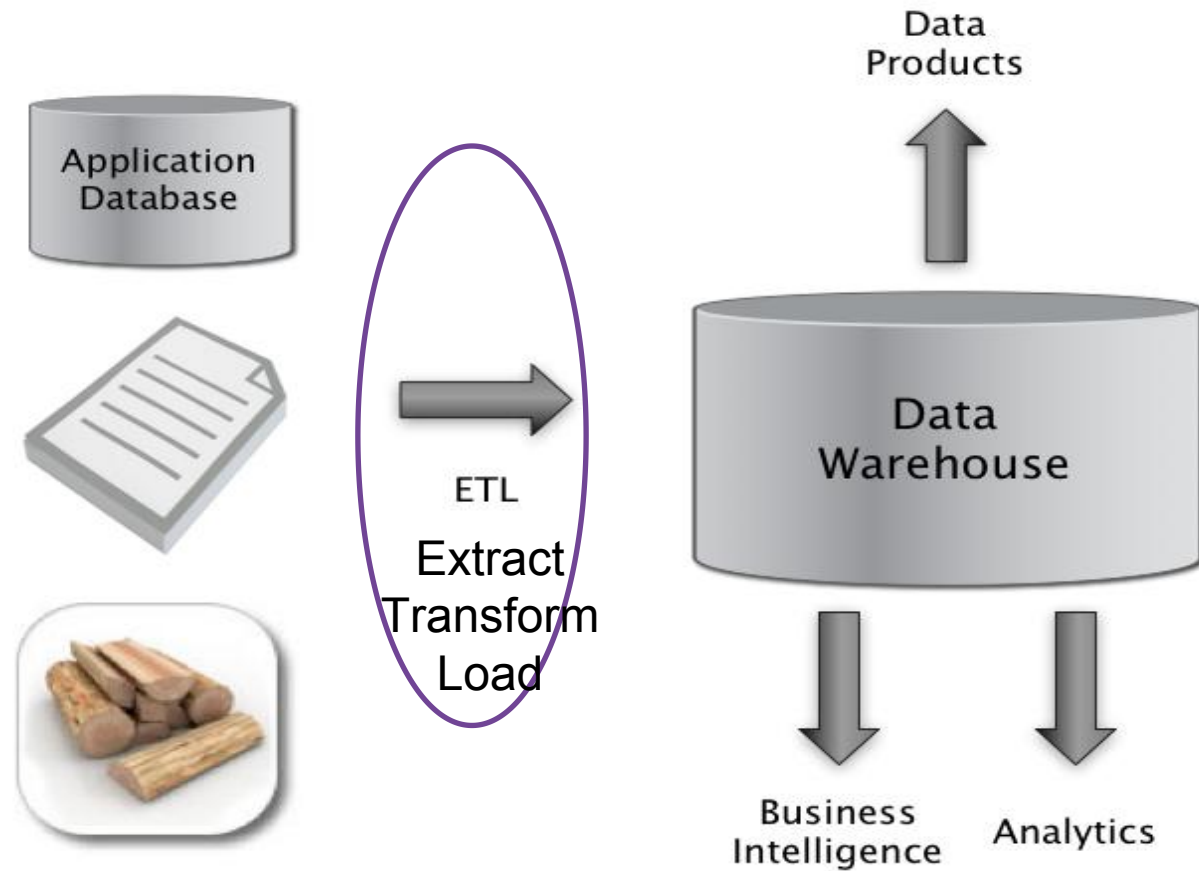 Application
Database
ETL
Extract
Transform
Load
Data
Products
Data
Warehouse
Business
Intelligence
Analytics